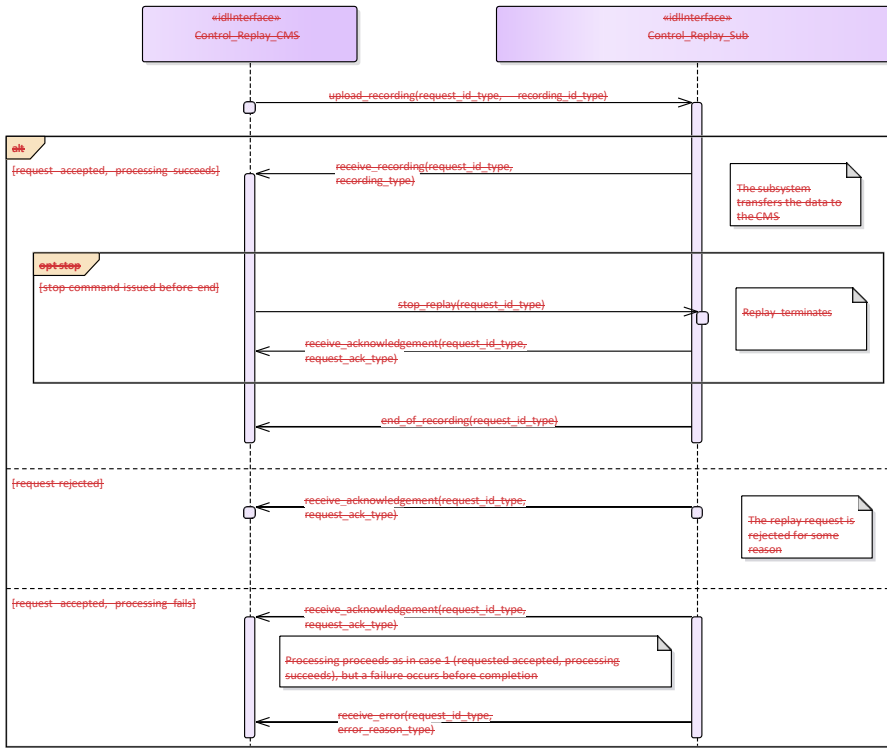 «idlInterface»
Control_Replay_CMS
«idlInterface»
Control_Replay_Sub
upload_recording(request_id_type, recording_id_type)
alt
[request accepted, processing succeeds]
receive_recording(request_id_type,
recording_type)
The subsystem
transfers the data to
the CMS
opt stop
[stop command issued before end]
stop_replay(request_id_type)
Replay terminates
receive_acknowledgement(request_id_type,
request_ack_type)
end_of_recording(request_id_type)
[request rejected]
receive_acknowledgement(request_id_type,
request_ack_type)
The replay request is
rejected for some
reason
[request accepted, processing fails]
receive_acknowledgement(request_id_type,
request_ack_type)
Processing proceeds as in case 1 (requested accepted, processing
succeeds), but a failure occurs before completion
receive_error(request_id_type,
error_reason_type)